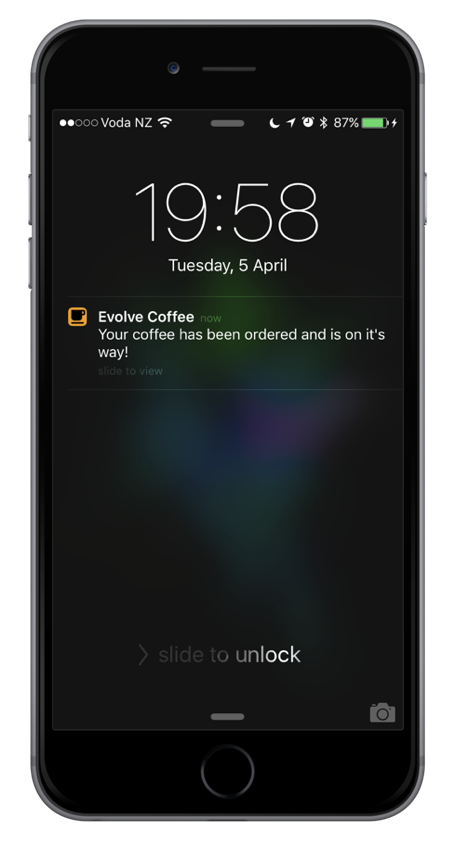 Voda NZ 87%
19:58
Tuesday, 5 April
Evolve Coffee now
Your coffee has been ordered and is on it's
way!
slide to view
slide to unlock